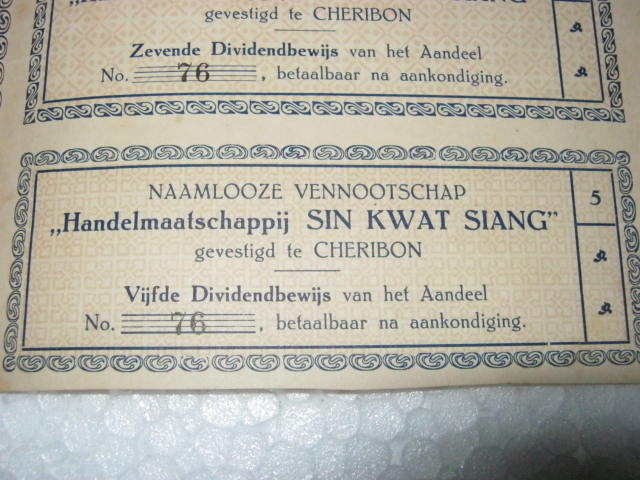 gevestigd te CHERIBON
Zevende Dividendbewijs van het Aandeel
No. 76, betaalbaar na aankondiging.
NAAMLOOZE VENNOOTSCHAP
„Handelmaatschappij SIN KWAT SIANG”
gevestigd te CHERIBON
Vijfde Dividendbewijs van het Aandeel
No. 76, betaalbaar na aankondiging.
5